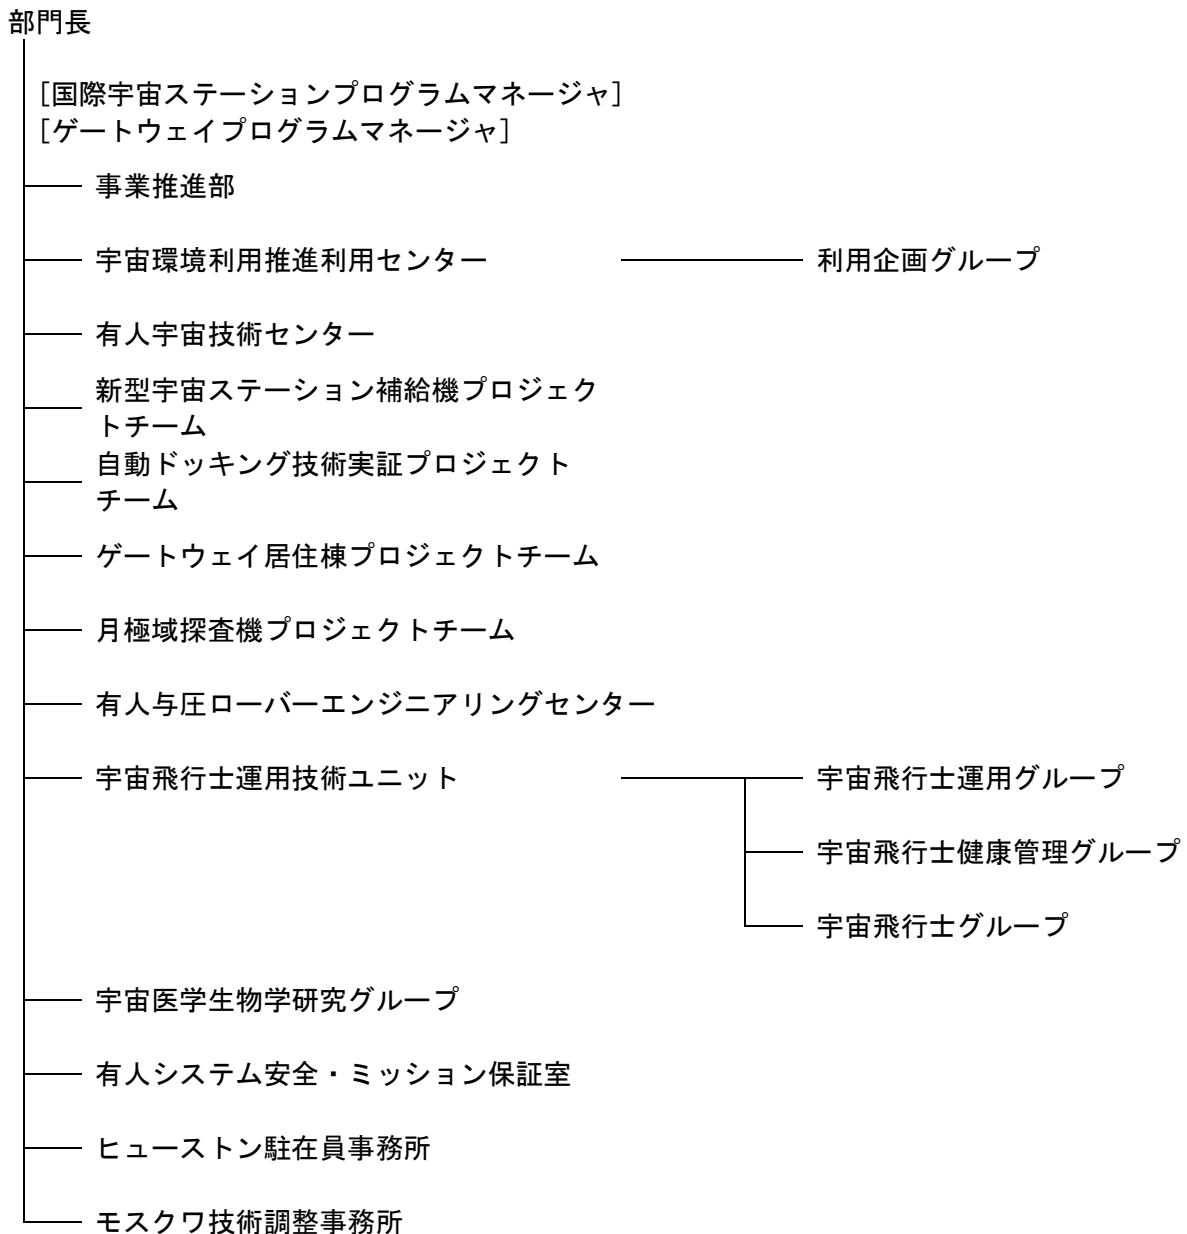 部門長
[国際宇宙ステーションプログラムマネージャ]
[ゲートウェイプログラムマネージャ]
事業推進部
宇宙環境利用推進利用センター
利用企画グループ
有人宇宙技術センター
新型宇宙ステーション補給機プロジェク
トチーム
自動ドッキング技術実証プロジェクト
チーム
ゲートウェイ居住棟プロジェクトチーム
月極域探査機プロジェクトチーム
有人与圧ローバーエンジニアリングセンター
宇宙飛行士運用技術ユニット
宇宙飛行士運用グループ
宇宙飛行士健康管理グループ
宇宙飛行士グループ
宇宙医学生物学研究グループ
有人システム安全・ミッション保証室
ヒューストン駐在員事務所
モスクワ技術調整事務所